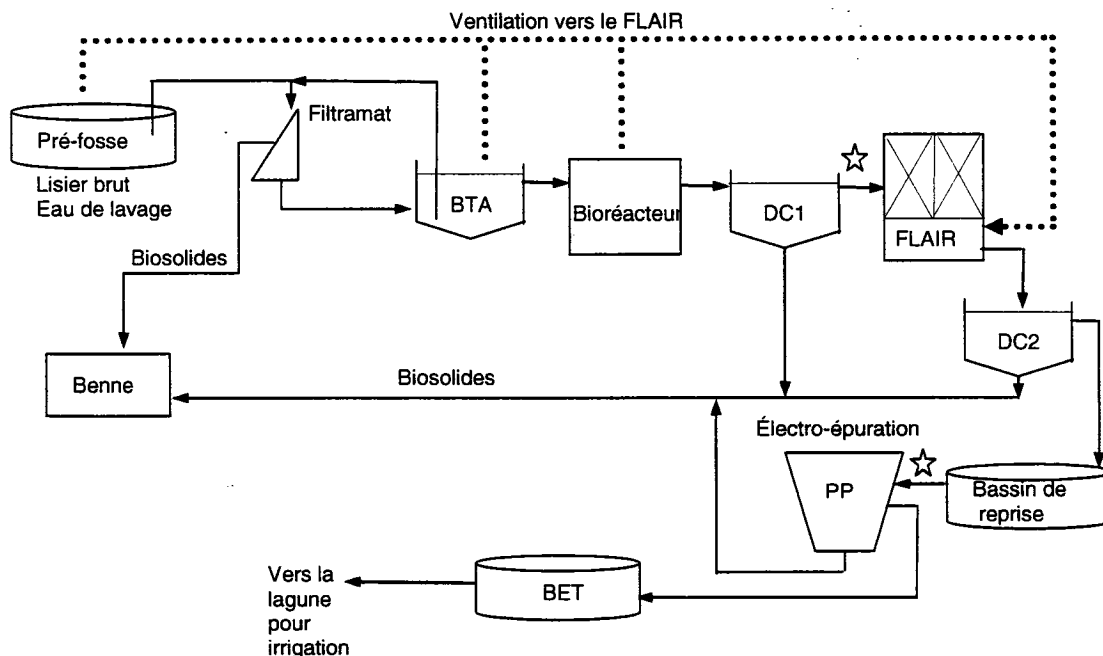 Ventilation vers le FLAIR
Filtramat
Pré-fosse
Lisier brut
Eau de lavage
BTA
Bioréacteur
DC1
FLAIR
Biosolides
DC2
Benne
Biosolides
Électro-épuration
PP
Bassin de
reprise
Vers la
lagune
pour
irrigation
BET